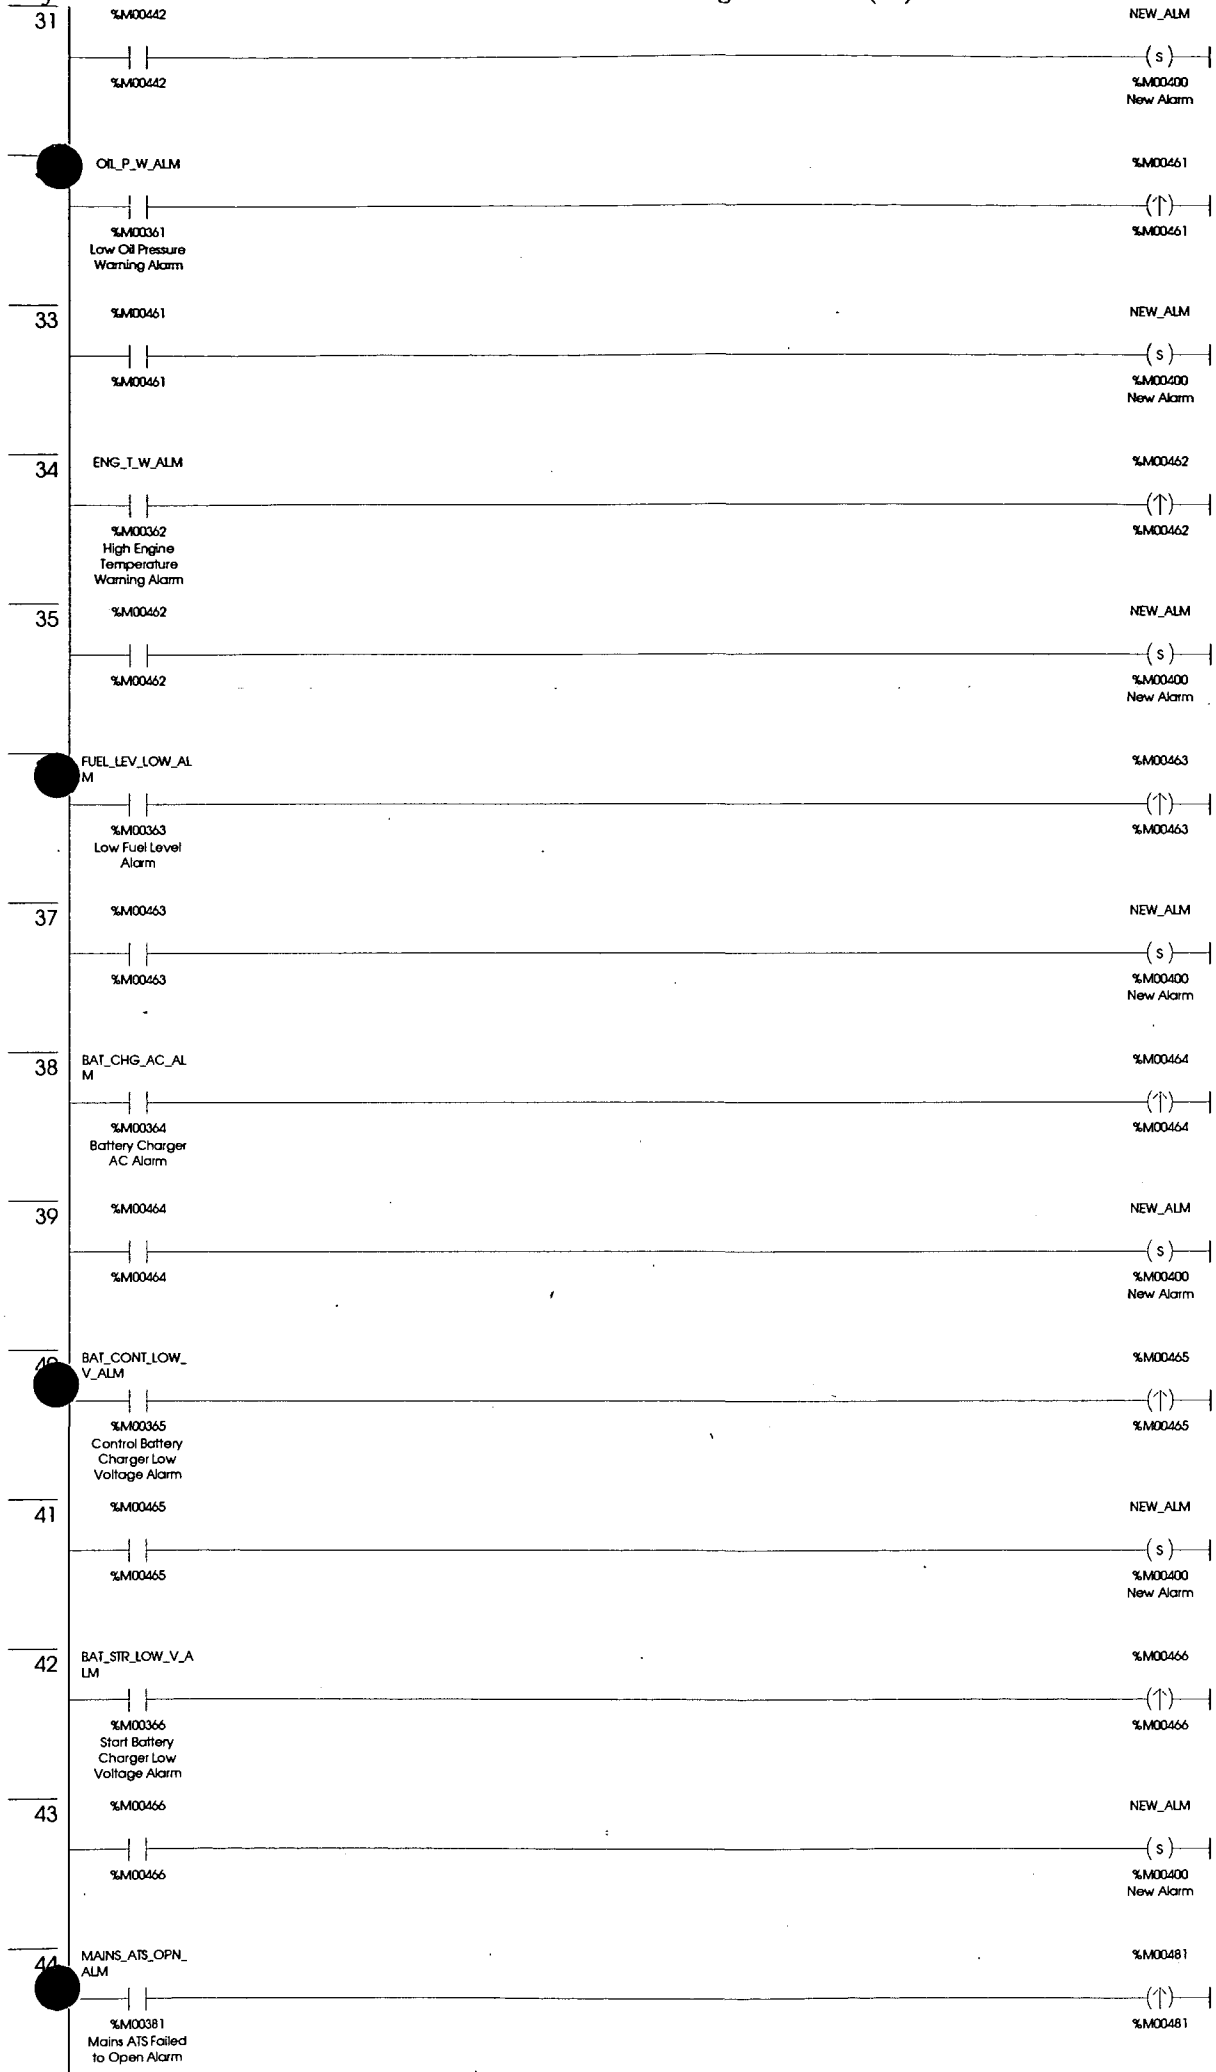 31
%M00442
NEW_ALM
(s)
%M00442
%M00400
New Alarm
OIL_P_W_ALM
%M00461
(↑)
%M00361
%M00461
Low Oil Pressure
Warning Alarm
33
%M00461
NEW_ALM
(s)
%M00461
%M00400
New Alarm
34
ENG_T_W_ALM
%M00462
(↑)
%M00362
%M00462
High Engine
Temperature
Warning Alarm
35
%M00462
NEW_ALM
(s)
%M00462
%M00400
New Alarm
FUEL_LEV_LOW_AL
M
%M00463
(↑)
%M00363
%M00463
Low Fuel Level
Alarm
37
%M00463
NEW_ALM
(s)
%M00463
%M00400
New Alarm
38
BAT_CHG_AC_AL
M
%M00464
(↑)
%M00364
%M00464
Battery Charger
AC Alarm
39
%M00464
NEW_ALM
(s)
%M00464
%M00400
New Alarm
40
BAT_CONT_LOW_
V_ALM
%M00465
(↑)
%M00365
%M00465
Control Battery
Charger Low
Voltage Alarm
41
%M00465
NEW_ALM
(s)
%M00465
%M00400
New Alarm
42
BAT_STR_LOW_V_A
LM
%M00466
(↑)
%M00366
%M00466
Start Battery
Charger Low
Voltage Alarm
43
%M00466
NEW_ALM
(s)
%M00466
%M00400
New Alarm
44
MAINS_ATS_OPN_
ALM
%M00481
(↑)
%M00381
%M00481
Mains ATS Failed
to Open Alarm